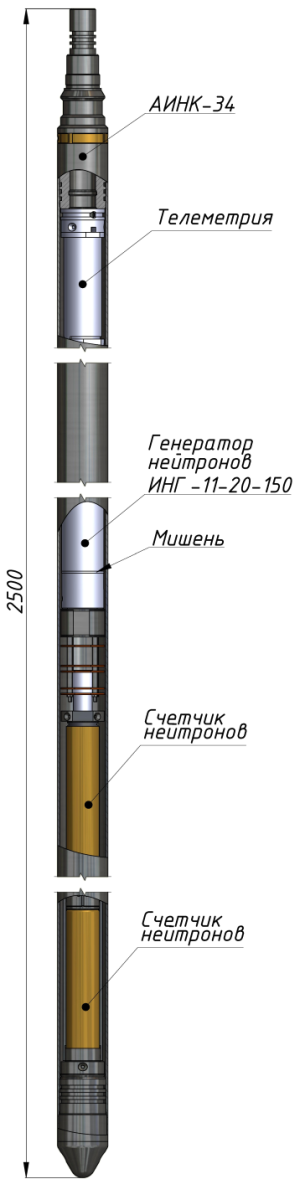 АИНК-34
Телеметрия
Генератор
нейтронов
ИНГ -11-20-150
Мишень
2500
Счетчик
нейтронов
Счетчик
нейтронов